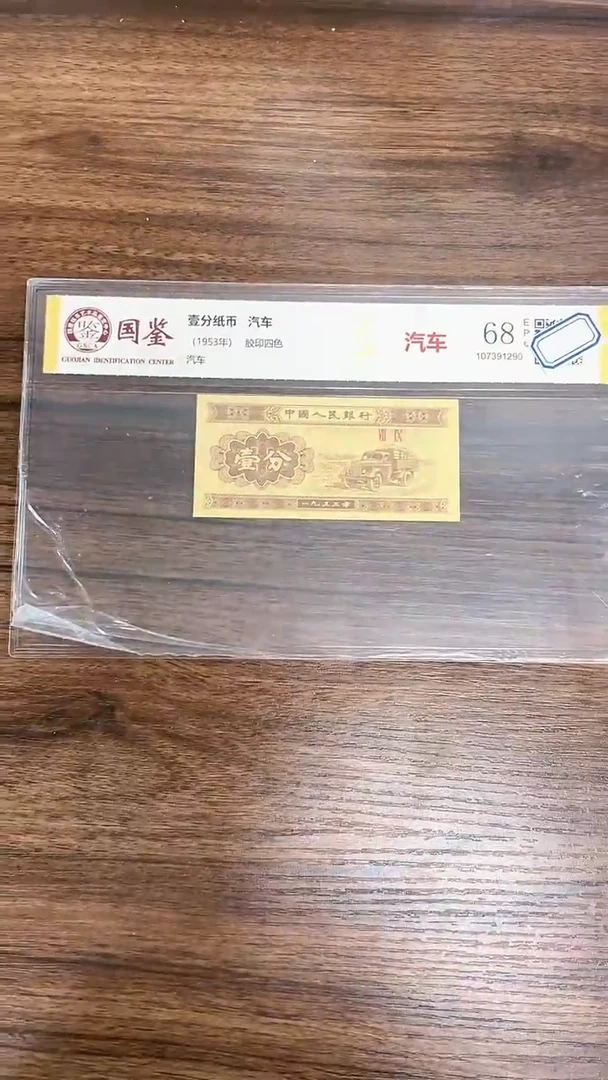 国鉴
GUOJIAN IDENTIFICATION CENTER
壹分纸币 汽车
(1953年) 胶印四色
汽车
汽车
68
E
P
107391290
中國人民銀行
VIII IX
壹分
一九五三年